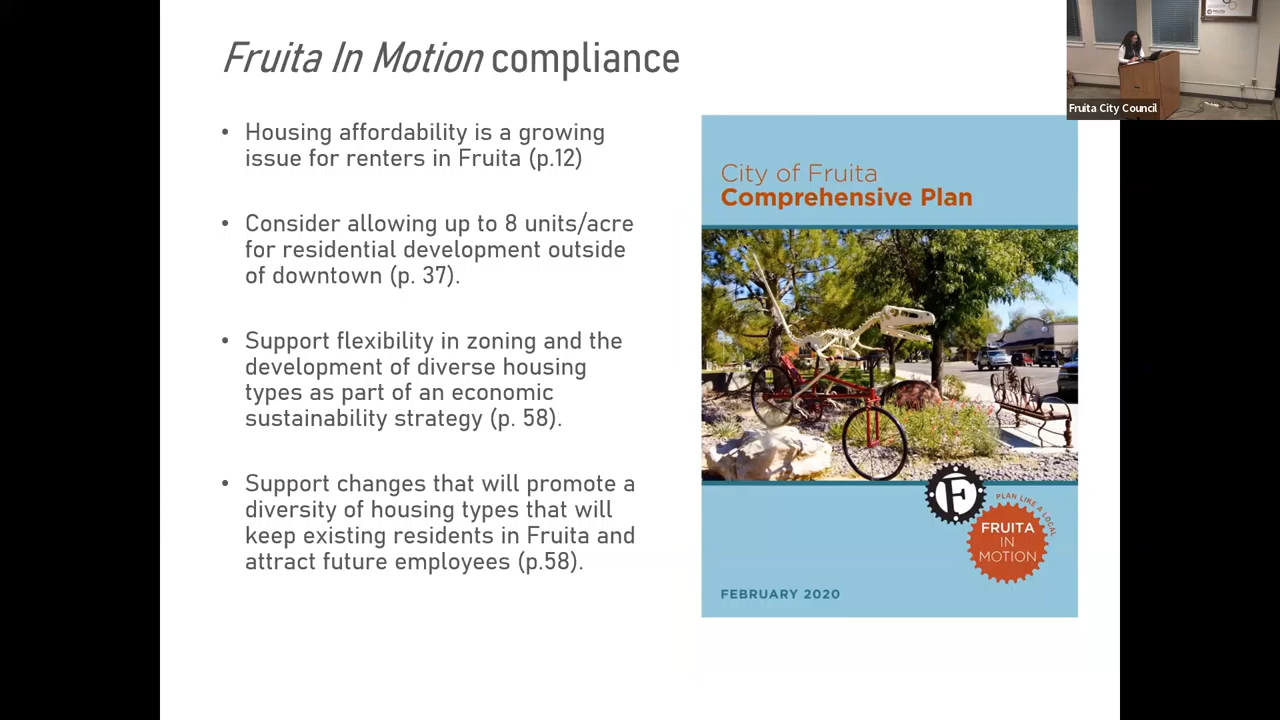 Fruita In Motion compliance
• Housing affordability is a growing
issue for renters in Fruita (p.12)
• Consider allowing up to 8 units/acre
for residential development outside
of downtown (p. 37).
• Support flexibility in zoning and the
development of diverse housing
types as part of an economic
sustainability strategy (p. 58).
• Support changes that will promote a
diversity of housing types that will
keep existing residents in Fruita and
attract future employees (p.58).
City of Fruita
Comprehensive Plan
F
PLAN LIKE A LOCAL
FRUITA
IN
MOTION
FEBRUARY 2020
Fruita City Council